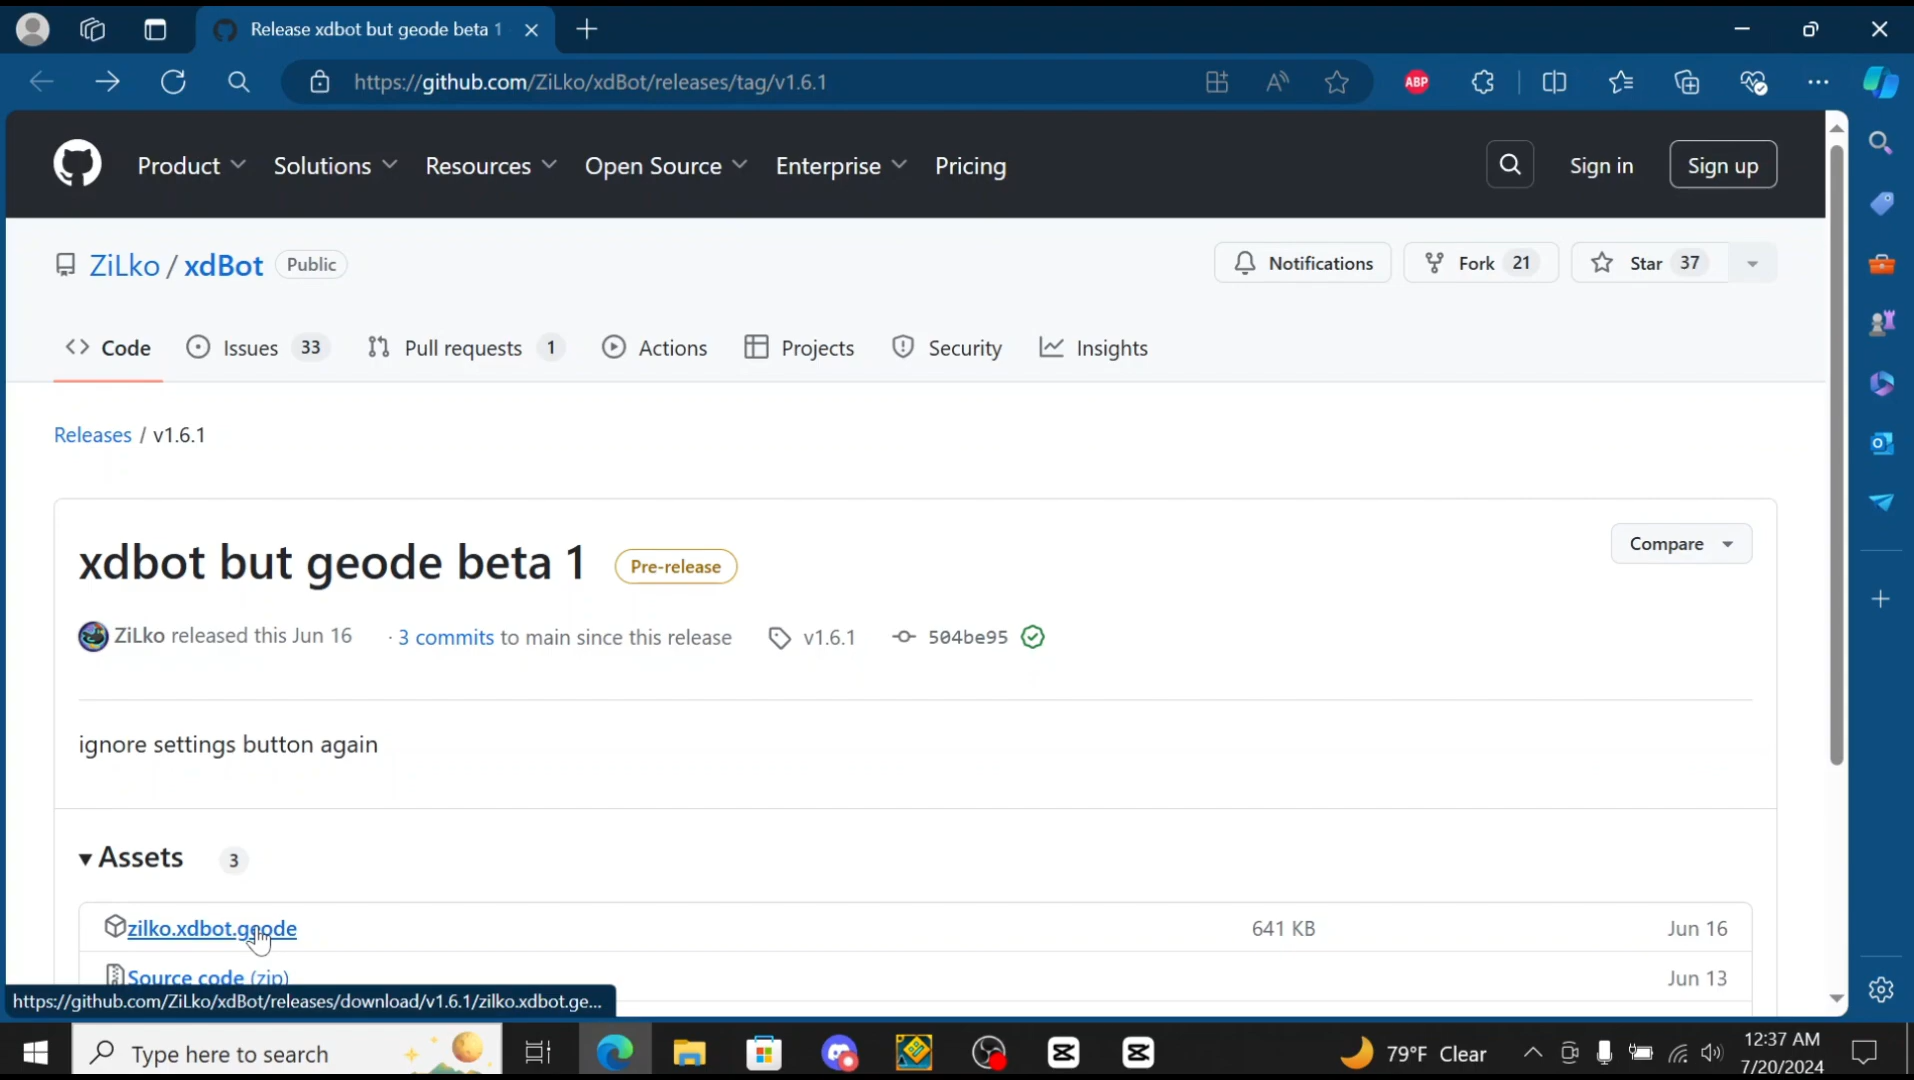 Release xdbot but geode beta 1
https://github.com/ZiLko/xdBot/releases/tag/v1.6.1
ABP
Product Solutions Resources Open Source Enterprise Pricing
Sign in
Sign up
ZiLko / xdBot Public
Notifications
Fork 21
Star 37
Code
Issues 33
Pull requests 1
Actions
Projects
Security
Insights
Releases / v1.6.1
xdbot but geode beta 1 Pre-release
Compare
ZiLko released this Jun 16 · 3 commits to main since this release v1.6.1 504be95
ignore settings button again
Assets 3
zilko.xdbot.geode 641 KB Jun 16
Source code (zip) Jun 13
https://github.com/ZiLko/xdBot/releases/download/v1.6.1/zilko.xdbot.ge...
Type here to search
79°F Clear
12:37 AM
7/20/2024